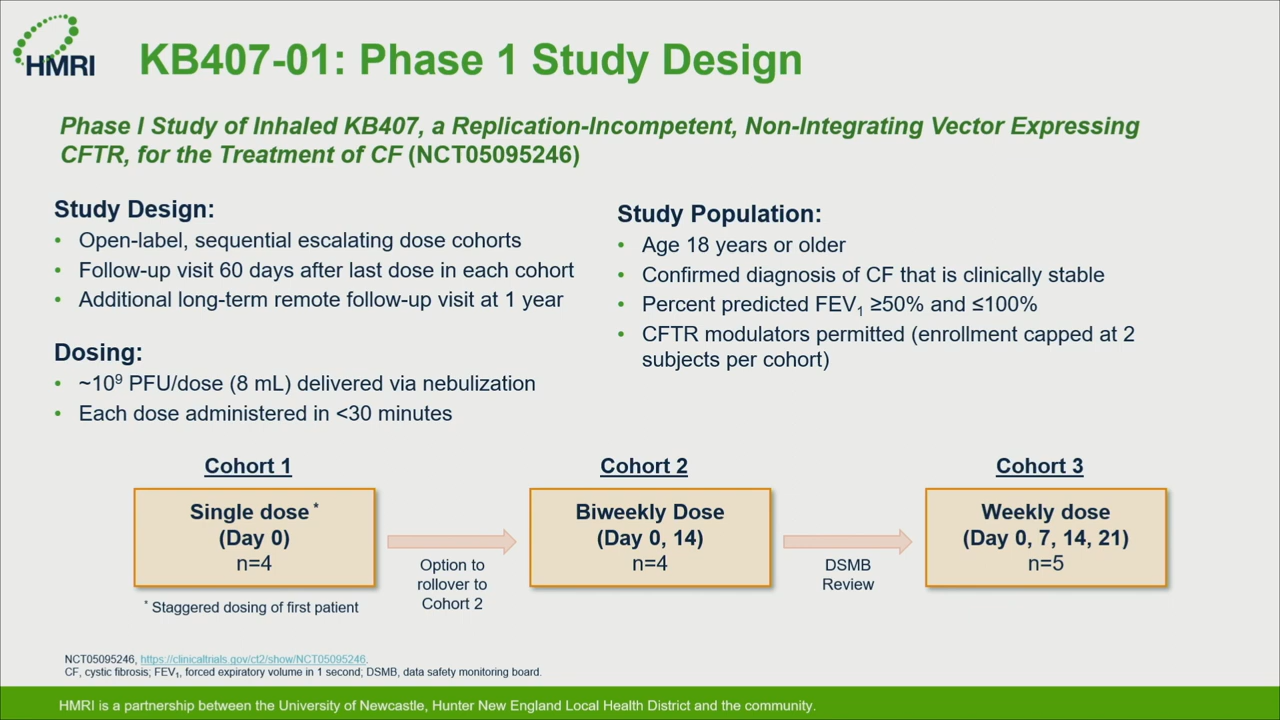 HMRI
KB407-01: Phase 1 Study Design
Phase I Study of Inhaled KB407, a Replication-Incompetent, Non-Integrating Vector Expressing
CFTR, for the Treatment of CF (NCT05095246)
Study Design:
• Open-label, sequential escalating dose cohorts
• Follow-up visit 60 days after last dose in each cohort
• Additional long-term remote follow-up visit at 1 year
Dosing:
• ~10⁹ PFU/dose (8 mL) delivered via nebulization
• Each dose administered in <30 minutes
Study Population:
• Age 18 years or older
• Confirmed diagnosis of CF that is clinically stable
• Percent predicted FEV₁ ≥50% and ≤100%
• CFTR modulators permitted (enrollment capped at 2
subjects per cohort)
Cohort 1
Single dose *
(Day 0)
n=4
* Staggered dosing of first patient
Option to
rollover to
Cohort 2
Cohort 2
Biweekly Dose
(Day 0, 14)
n=4
DSMB
Review
Cohort 3
Weekly dose
(Day 0, 7, 14, 21)
n=5
NCT05095246, https://clinicaltrials.gov/ct2/show/NCT05095246.
CF, cystic fibrosis; FEV₁, forced expiratory volume in 1 second; DSMB, data safety monitoring board.
HMRI is a partnership between the University of Newcastle, Hunter New England Local Health District and the community.